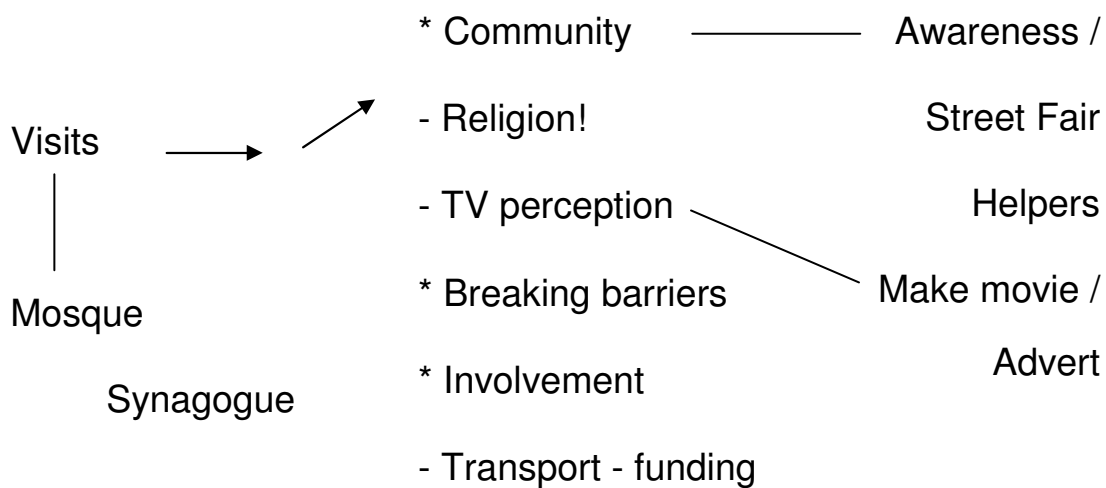 * Community
Awareness /
- Religion!
Street Fair
Visits
- TV perception
Helpers
* Breaking barriers
Make movie /
Mosque
* Involvement
Advert
Synagogue
- Transport - funding